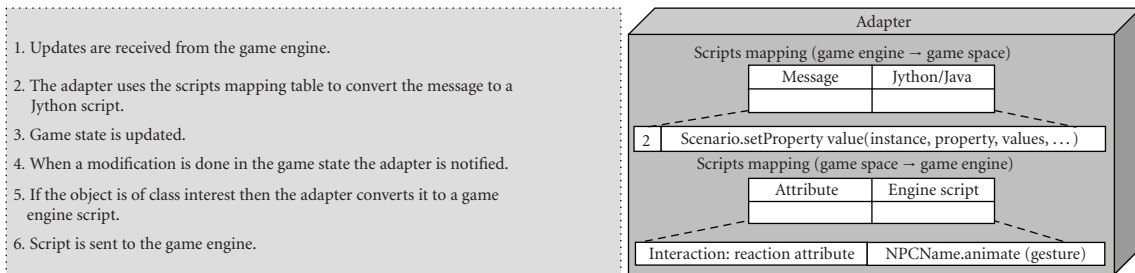 1. Updates are received from the game engine.
2. The adapter uses the scripts mapping table to convert the message to a
Jython script.
3. Game state is updated.
4. When a modification is done in the game state the adapter is notified.
5. If the object is of class interest then the adapter converts it to a game
engine script.
6. Script is sent to the game engine.
Adapter
Scripts mapping (game engine → game space)
Message Jython/Java
2 Scenario.setProperty value(instance, property, values, ...)
Scripts mapping (game space → game engine)
Attribute Engine script
Interaction: reaction attribute NPCName.animate (gesture)